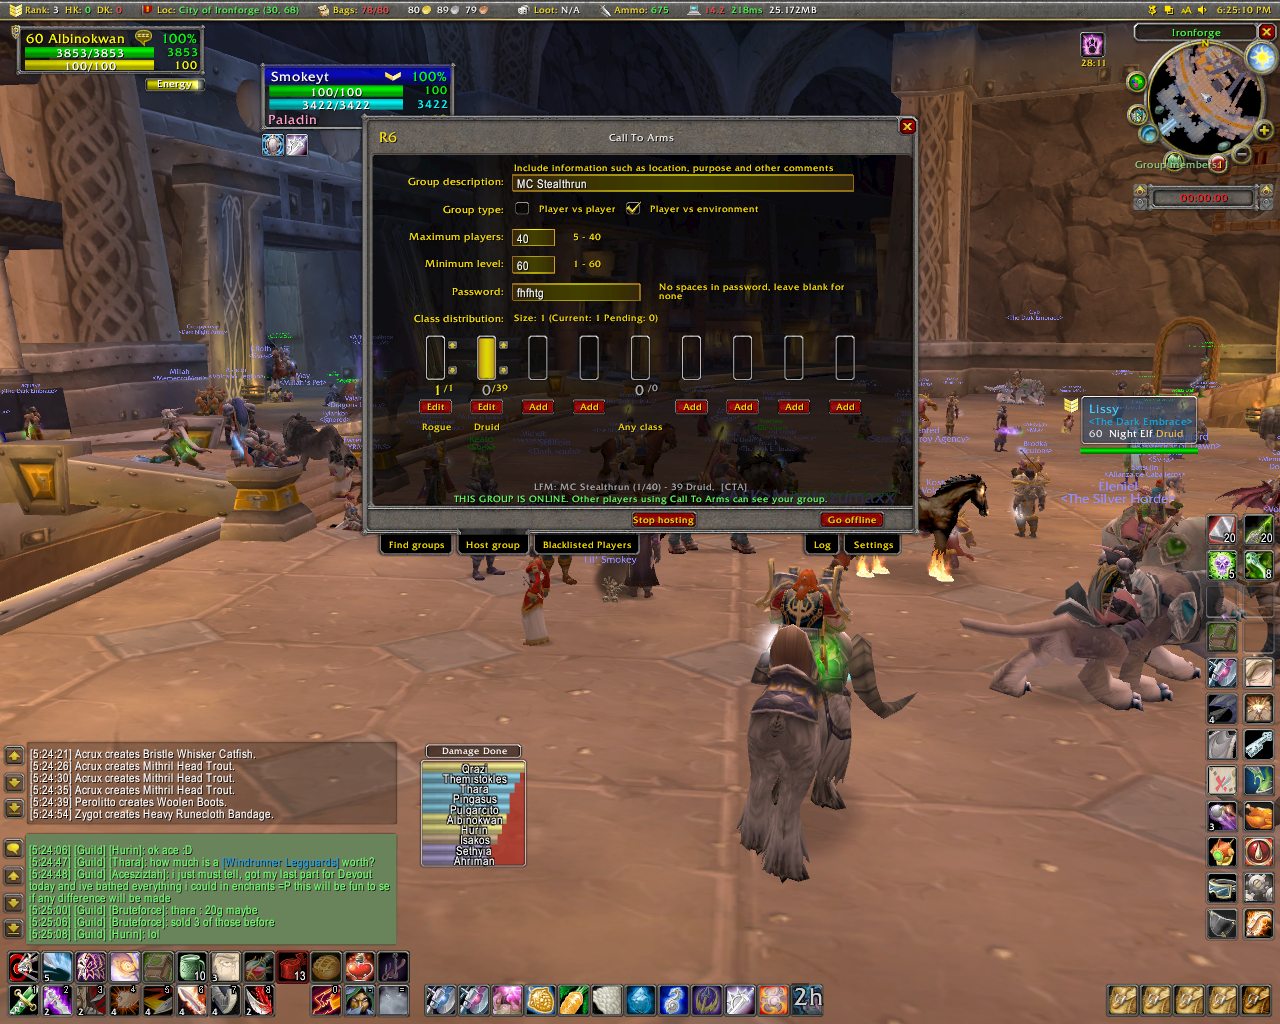 Rank: 3 HK: 0 DK: 0
Loc: City of Ironforge (30, 68)
Bags: 78/80
80 89 79
Loot: N/A
Ammo: 675
14.2 218ms 25.172MB
6:25:10 PM
60 Albinokwan 100%
3853/3853 3853
100/100 100
Energy
Smokeyt 100%
100/100 100
3422/3422 3422
Paladin
28:11
Ironforge
Group members:
00:00:00
R6
Call To Arms
Include information such as location, purpose and other comments
Group description: MC Stealthrun
Group type: Player vs player Player vs environment
Maximum players: 40 5 - 40
Minimum level: 60 1 - 60
Password: fhfhtg
No spaces in password, leave blank for none
Class distribution: Size: 1 (Current: 1 Pending: 0)
1/1 0/39 0/0
Edit Edit Add Add Add Add Add Add
Rogue Druid Any class
LFM: MC Stealthrun (1/40) - 39 Druid, [CTA]
THIS GROUP IS ONLINE. Other players using Call To Arms can see your group.
Stop hosting Go offline
Find groups Host group Blacklisted Players Log Settings
Lil' Smokey
Lissy
<The Dark Embrace>
60 Night Elf Druid
Eleniel
<The Silver Horde>
[5:24:21] Acrux creates Bristle Whisker Catfish.
[5:24:26] Acrux creates Mithril Head Trout.
[5:24:30] Acrux creates Mithril Head Trout.
[5:24:35] Acrux creates Mithril Head Trout.
[5:24:39] Perolitto creates Woolen Boots.
[5:24:54] Zygot creates Heavy Runecloth Bandage.
[5:24:06] [Guild] [Hurin]: ok ace :D
[5:24:47] [Guild] [Thara]: how much is a [Windrunner Legguards] worth?
[5:24:48] [Guild] [Acesziztah]: i just must tell, got my last part for Devout
today and ive bathed everything i could in enchants =P this will be fun to se
if any difference will be made
[5:25:00] [Guild] [Bruteforce]: thara : 20g maybe
[5:25:06] [Guild] [Bruteforce]: sold 3 of those before
[5:25:08] [Guild] [Hurin]: lol
Damage Done
Qrazi
Themistokles
Thara
Pingasus
Pulgarcito
Albinokwan
Hurin
Isakos
Sethyia
Ahriman
2h